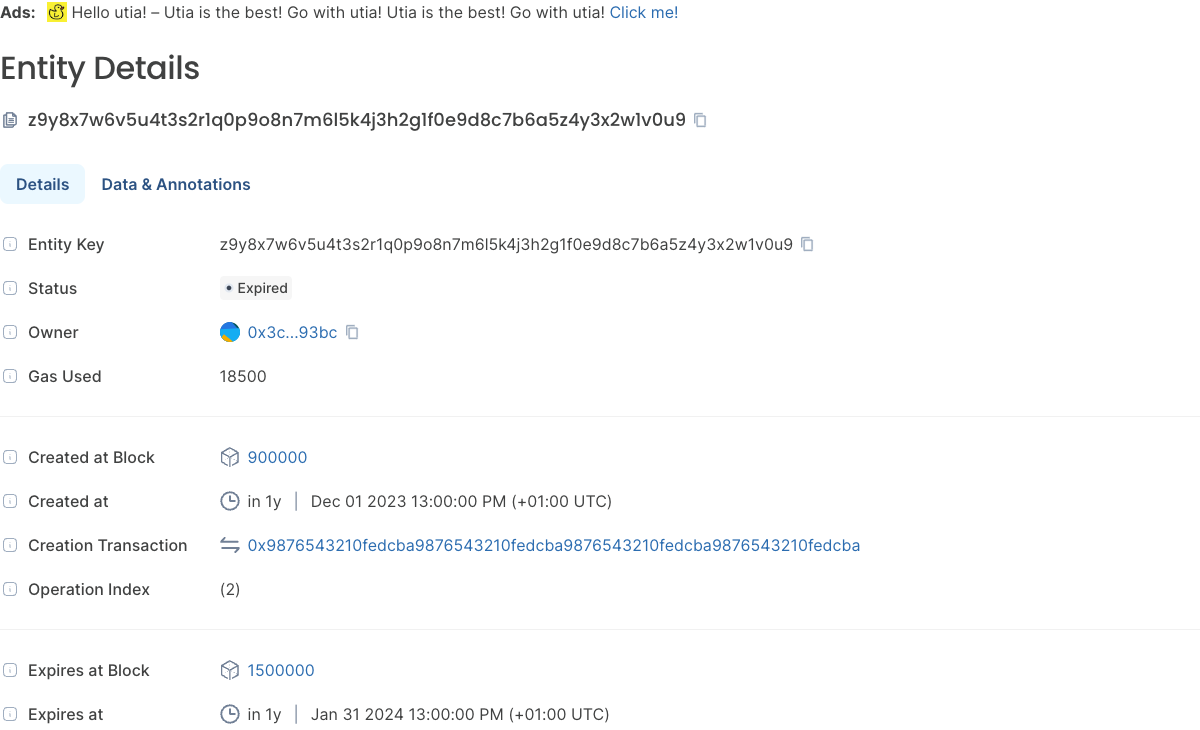 Ads: Hello utia! – Utia is the best! Go with utia! Utia is the best! Go with utia! Click me!
Entity Details
z9y8x7w6v5u4t3s2r1q0p9o8n7m6l5k4j3h2g1f0e9d8c7b6a5z4y3x2w1v0u9
Details Data & Annotations
Entity Key z9y8x7w6v5u4t3s2r1q0p9o8n7m6l5k4j3h2g1f0e9d8c7b6a5z4y3x2w1v0u9
Status Expired
Owner 0x3c...93bc
Gas Used 18500
Created at Block 900000
Created at in 1y | Dec 01 2023 13:00:00 PM (+01:00 UTC)
Creation Transaction 0x9876543210fedcba9876543210fedcba9876543210fedcba9876543210fedcba
Operation Index (2)
Expires at Block 1500000
Expires at in 1y | Jan 31 2024 13:00:00 PM (+01:00 UTC)